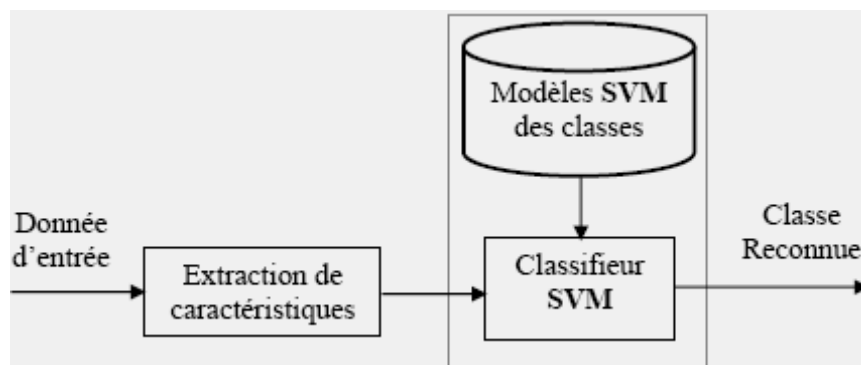 Modèles SVM
des classes
Donnée
d'entrée
Extraction de
caractéristiques
Classifieur
SVM
Classe
Reconnue